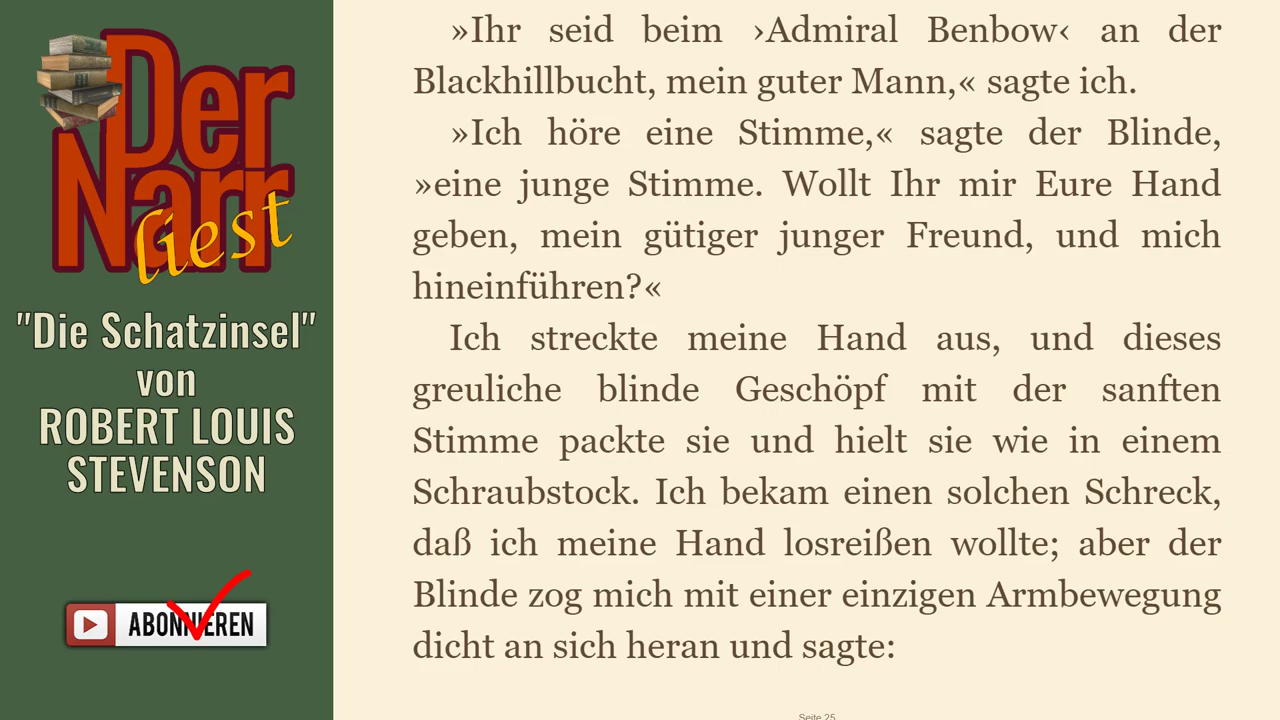 Der
Narr
liest
"Die Schatzinsel"
von
ROBERT LOUIS
STEVENSON
ABONNIEREN
»Ihr seid beim ›Admiral Benbow‹ an der
Blackhillbucht, mein guter Mann,« sagte ich.
»Ich höre eine Stimme,« sagte der Blinde,
»eine junge Stimme. Wollt Ihr mir Eure Hand
geben, mein gütiger junger Freund, und mich
hineinführen?«
Ich streckte meine Hand aus, und dieses
greuliche blinde Geschöpf mit der sanften
Stimme packte sie und hielt sie wie in einem
Schraubstock. Ich bekam einen solchen Schreck,
daß ich meine Hand losreißen wollte; aber der
Blinde zog mich mit einer einzigen Armbewegung
dicht an sich heran und sagte:
Seite 25